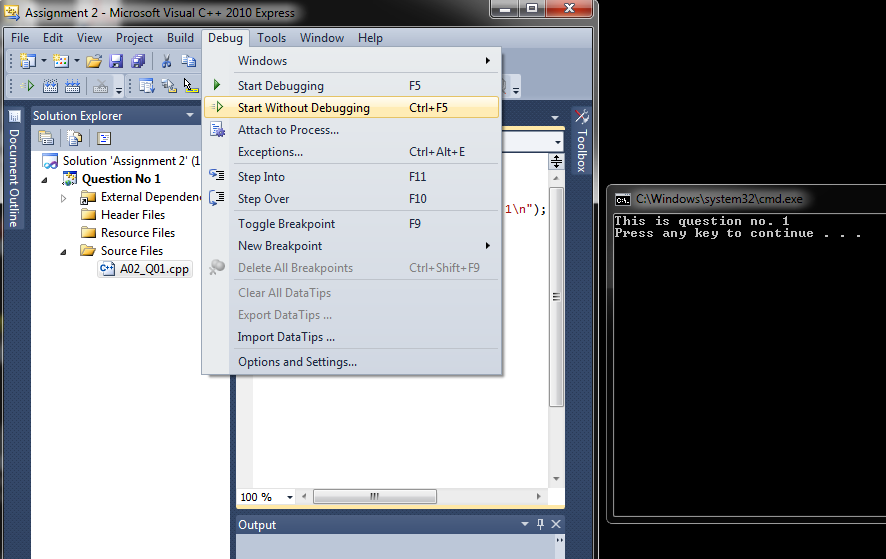 Assignment 2 - Microsoft Visual C++ 2010 Express
File Edit View Project Build Debug Tools Window Help
Windows
Start Debugging F5
Start Without Debugging Ctrl+F5
Attach to Process...
Exceptions... Ctrl+Alt+E
Step Into F11
Step Over F10
Toggle Breakpoint F9
New Breakpoint
Delete All Breakpoints Ctrl+Shift+F9
Clear All DataTips
Export DataTips ...
Import DataTips ...
Options and Settings...
Document Outline
Solution Explorer
Solution 'Assignment 2' (1
Question No 1
External Dependen
Header Files
Resource Files
Source Files
A02_Q01.cpp
1\n");
100 %
Output
Toolbox
C:\Windows\system32\cmd.exe
This is question no. 1
Press any key to continue . . .